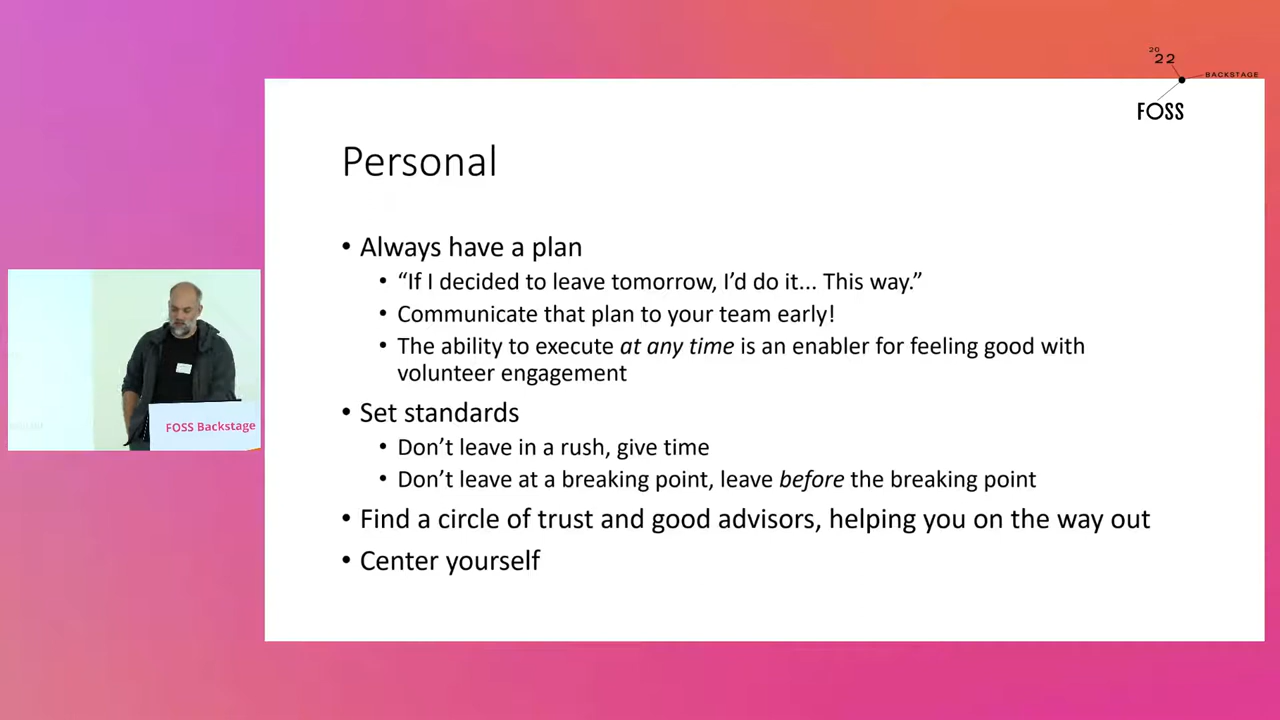 20
22
BACKSTAGE
FOSS
Personal
• Always have a plan
• “If I decided to leave tomorrow, I’d do it... This way.”
• Communicate that plan to your team early!
• The ability to execute at any time is an enabler for feeling good with
volunteer engagement
• Set standards
• Don’t leave in a rush, give time
• Don’t leave at a breaking point, leave before the breaking point
• Find a circle of trust and good advisors, helping you on the way out
• Center yourself
FOSS Backstage